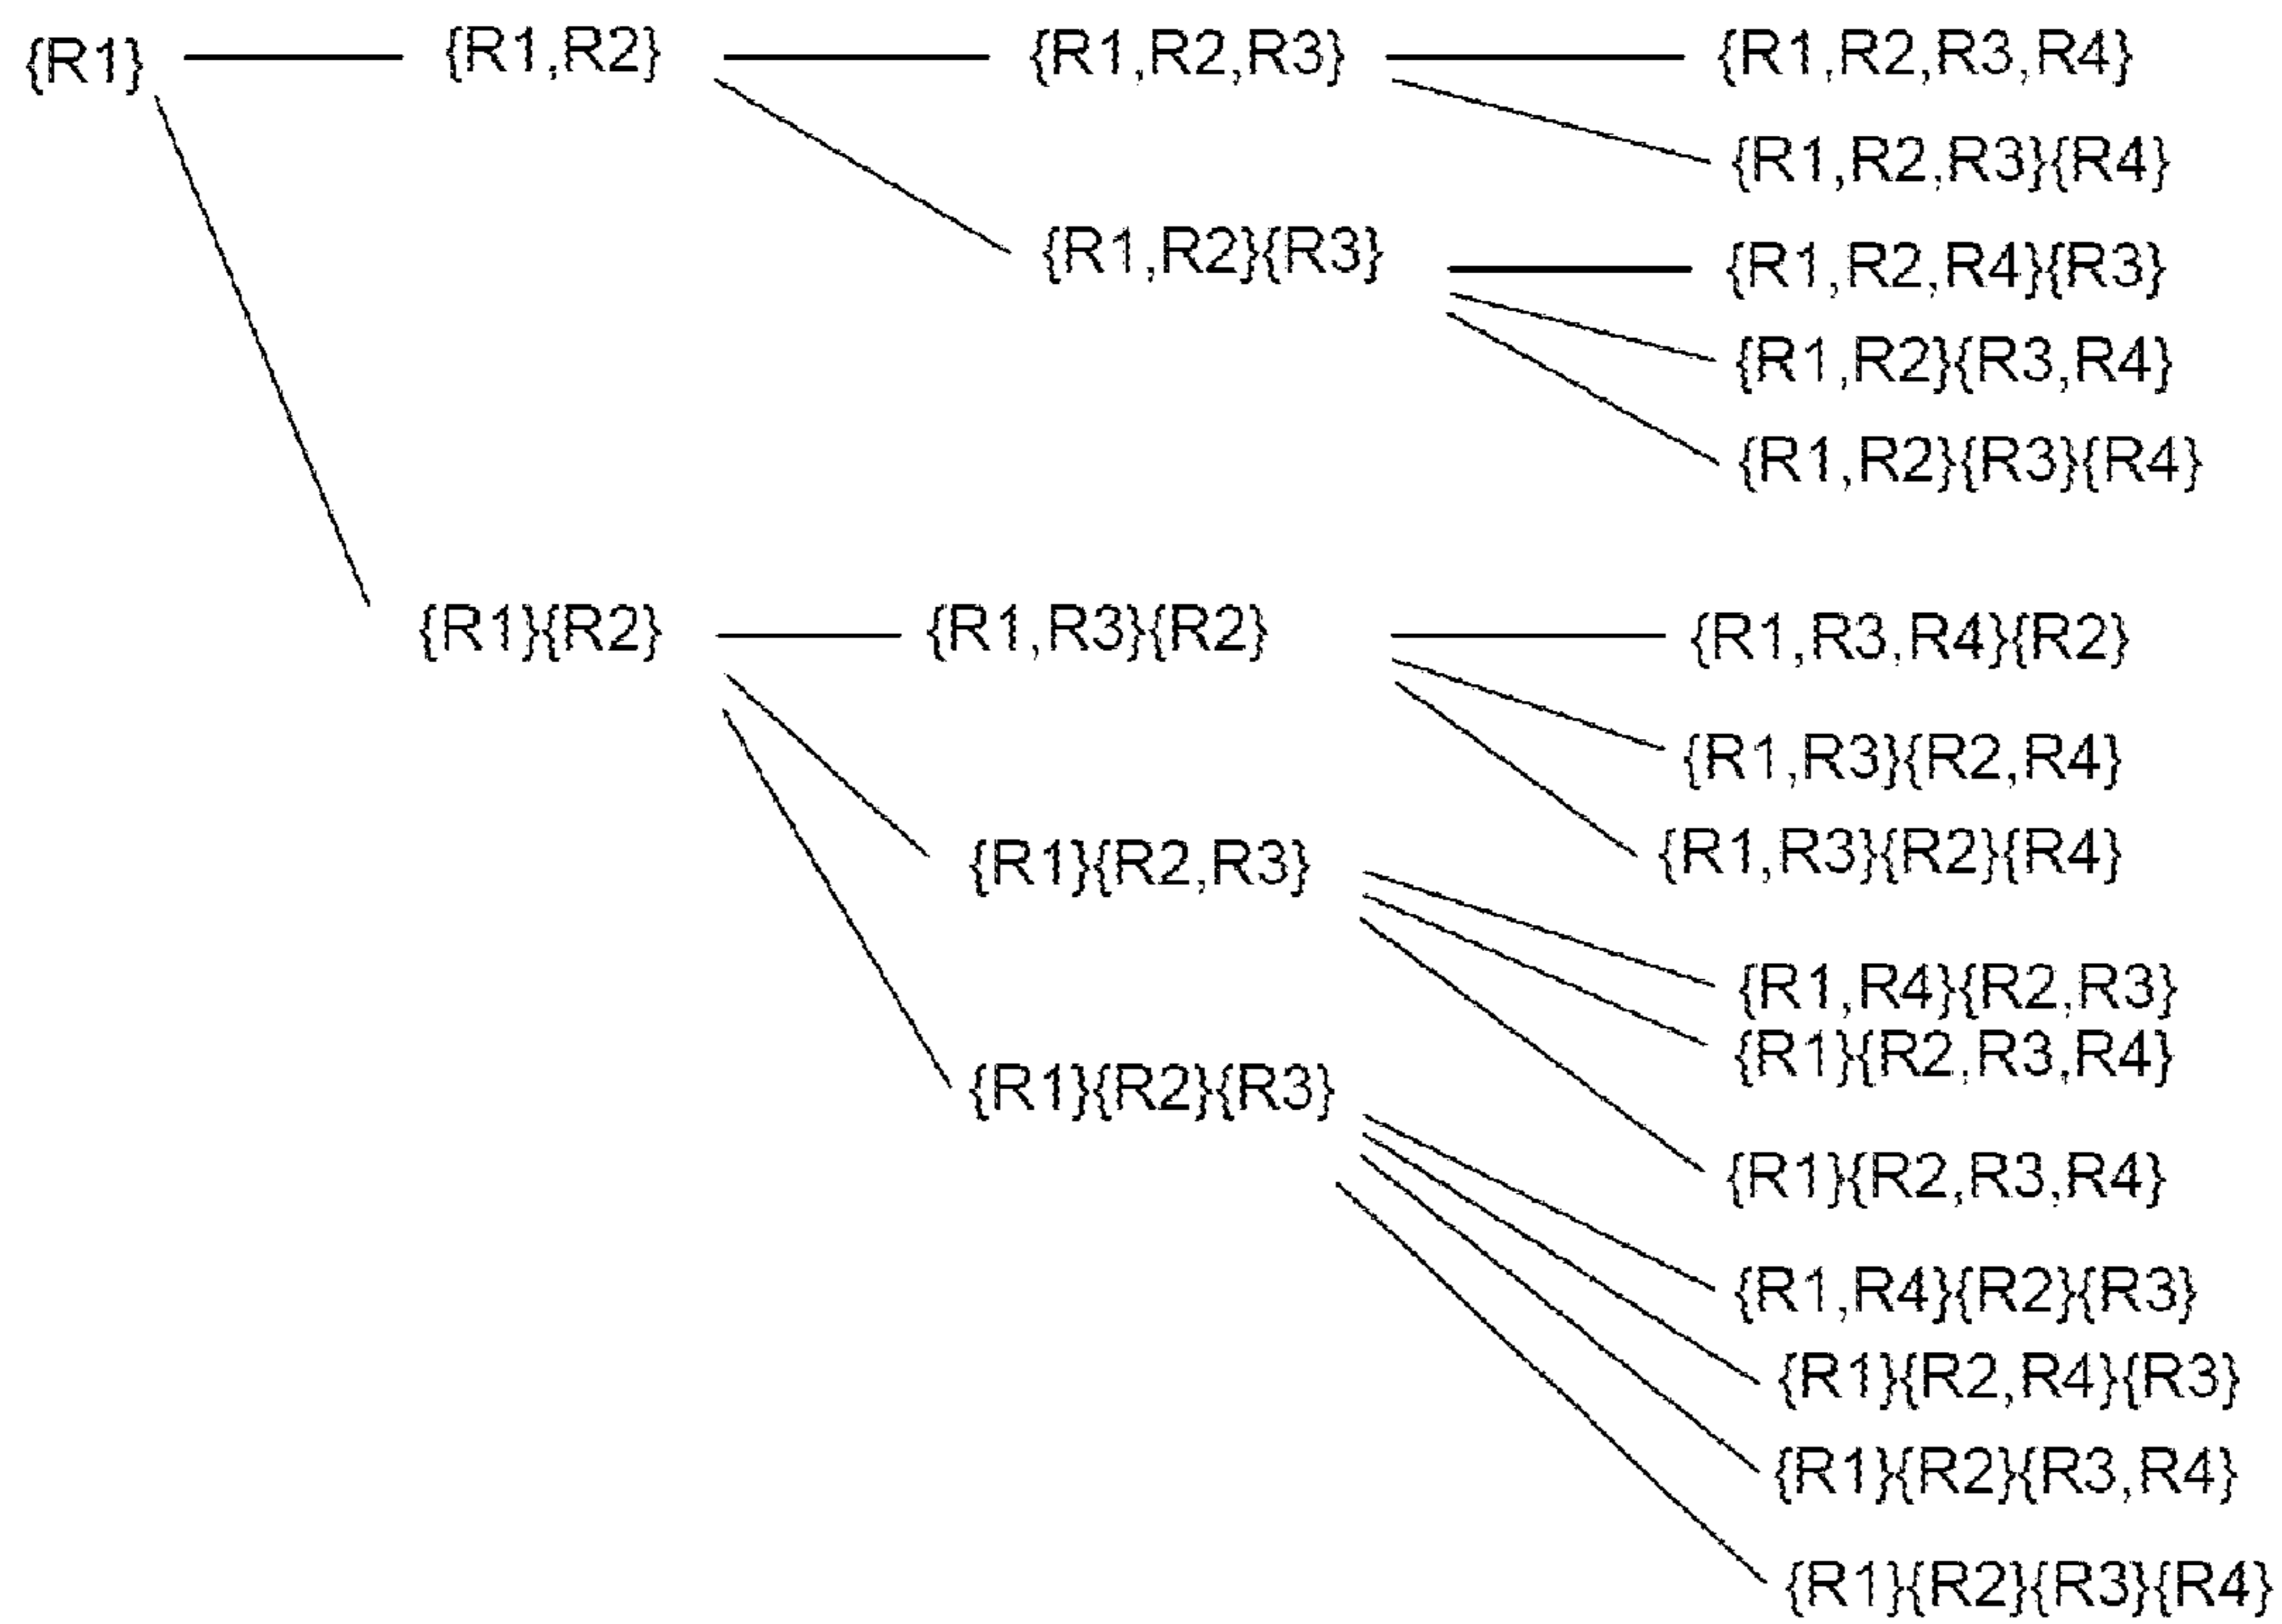 {R1} {R1,R2} {R1,R2,R3} {R1,R2,R3,R4}
{R1,R2,R3}{R4}
{R1,R2}{R3} {R1,R2,R4}{R3}
{R1,R2}{R3,R4}
{R1,R2}{R3}{R4}
{R1}{R2} {R1,R3}{R2} {R1,R3,R4}{R2}
{R1,R3}{R2,R4}
{R1}{R2,R3} {R1,R3}{R2}{R4}
{R1,R4}{R2,R3}
{R1}{R2,R3,R4}
{R1}{R2}{R3}
{R1}{R2,R3,R4}
{R1,R4}{R2}{R3}
{R1}{R2,R4}{R3}
{R1}{R2}{R3,R4}
{R1}{R2}{R3}{R4}